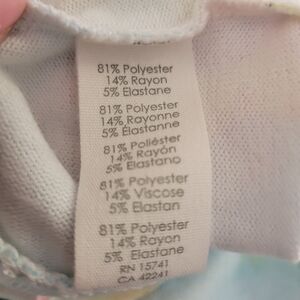 81% Polyester
14% Rayon
5% Elastane
81% Polyester
14% Rayonne
5% Élastanne
81% Poliéster
14% Rayón
5% Elastano
81% Polyester
14% Viscose
5% Elastan
81% Polyester
14% Rayon
5% Elastane
RN 15741
CA 42241